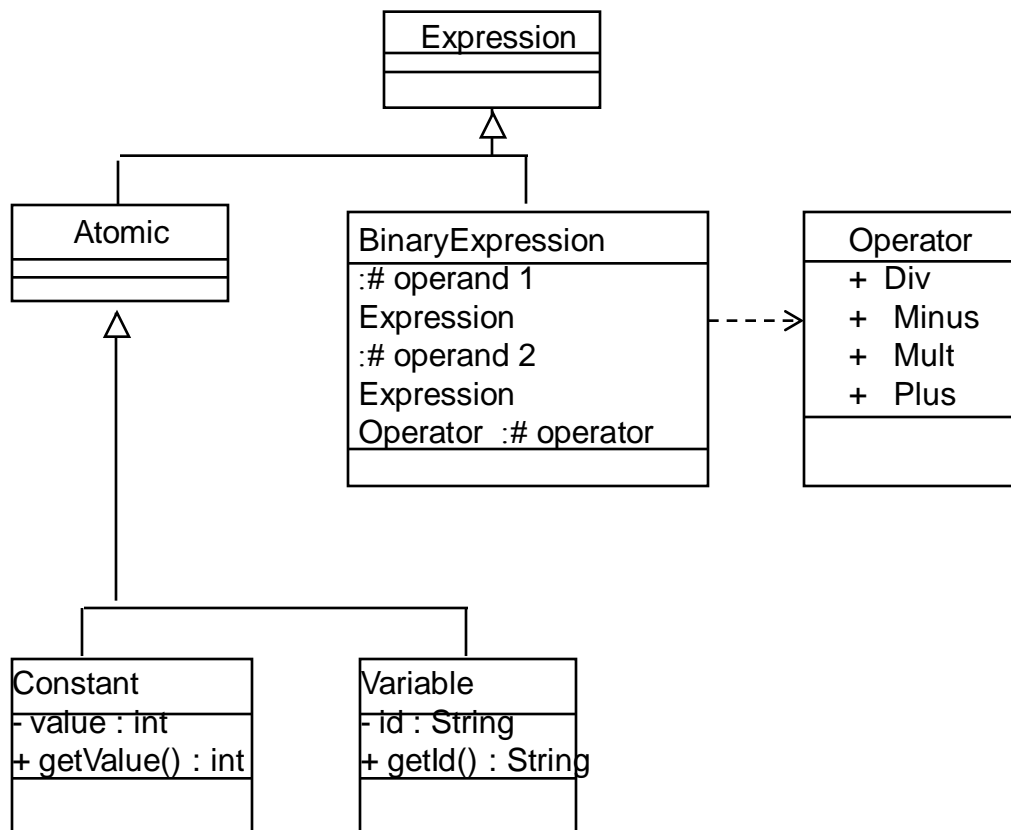 Expression
Atomic
BinaryExpression
:# operand 1
Expression
:# operand 2
Expression
Operator :# operator
Operator
+ Div
+ Minus
+ Mult
+ Plus
Constant
- value : int
+ getValue() : int
Variable
- id : String
+ getId() : String